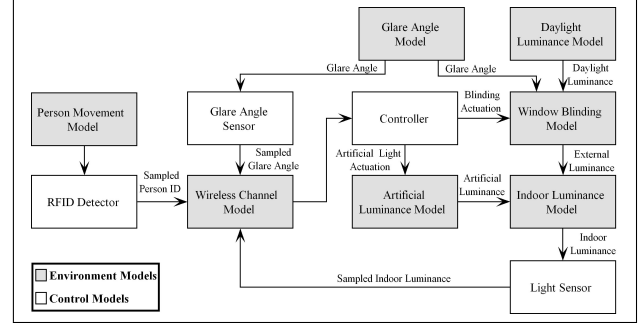 Glare Angle
Model
Daylight
Luminance Model
Glare Angle
Glare Angle
Daylight
Luminance
Person Movement
Model
Glare Angle
Sensor
Controller
Blinding
Actuation
Window Blinding
Model
Sampled
Glare Angle
Artificial Light
Actuation
External
Luminance
RFID Detector
Sampled
Person ID
Wireless Channel
Model
Artificial
Luminance Model
Artificial
Luminance
Indoor Luminance
Model
Indoor
Luminance
Sampled Indoor Luminance
Light Sensor
Environment Models
Control Models